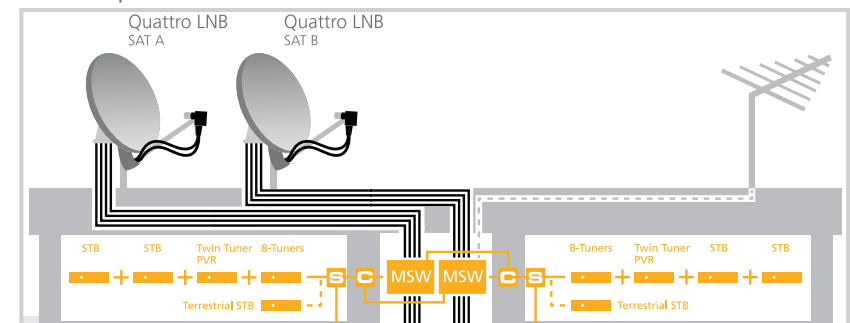 Quattro LNB
SAT A
Quattro LNB
SAT B
STB
STB
Twin Tuner
PVR
8-Tuners
S
C
MSW
MSW
C
S
8-Tuners
Twin Tuner
PVR
STB
STB
Terrestrial STB
Terrestrial STB